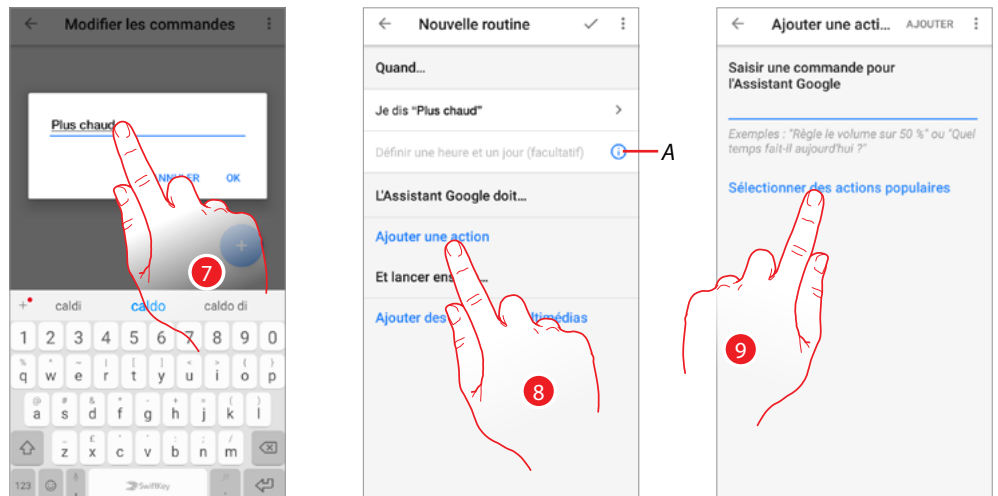 Modifier les commandes
Plus chaud
OK
7
+ caldi caldo caldo di
1 2 3 4 5 6 7 8 9 0
q w e r t y u i o p
a s d f g h j k l
z x c v b n m
123 SwiftKey
Nouvelle routine
Quand...
Je dis "Plus chaud"
Définir une heure et un jour (facultatif)
A
L'Assistant Google doit...
Ajouter une action
Et lancer
Ajouter des
8
Ajouter une acti... AJOUTER
Saisir une commande pour
l'Assistant Google
Exemples : "Règle le volume sur 50 %" ou "Quel
temps fait-il aujourd'hui ?"
Sélectionner des actions populaires
9